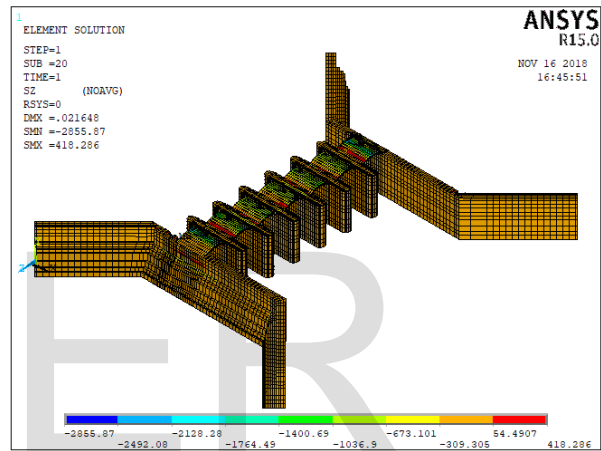 1
ELEMENT SOLUTION
STEP=1
SUB =20
TIME=1
SZ (NOAVG)
RSYS=0
DMX =.021648
SMN =-2855.87
SMX =418.286
ANSYS
R15.0
NOV 16 2018
16:45:51
ER
-2855.87 -2128.28 -1400.69 -673.101 54.4907
-2492.08 -1764.49 -1036.9 -309.305 418.286